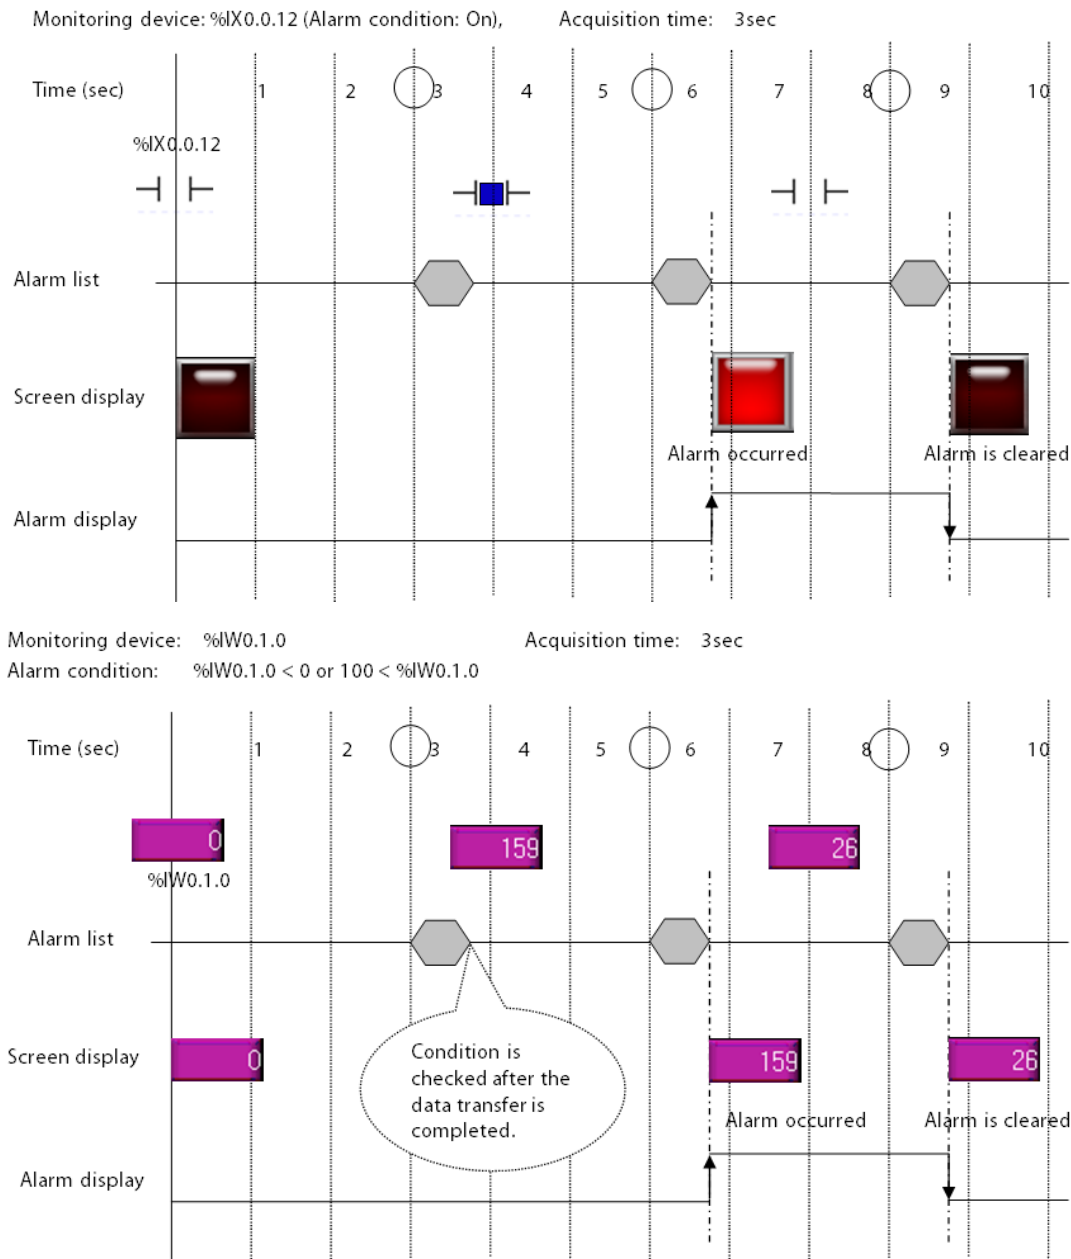 Monitoring device: %IX0.0.12 (Alarm condition: On), Acquisition time: 3sec
Time (sec) 1 2 3 4 5 6 7 8 9 10
%IX0.0.12
Alarm list
Screen display
Alarm occurred Alarm is cleared
Alarm display
Monitoring device: %IW0.1.0 Acquisition time: 3sec
Alarm condition: %IW0.1.0 < 0 or 100 < %IW0.1.0
Time (sec) 1 2 3 4 5 6 7 8 9 10
0 159 26
%IW0.1.0
Alarm list
Screen display 0 159 26
Condition is
checked after the
data transfer is
completed.
Alarm occurred Alarm is cleared
Alarm display